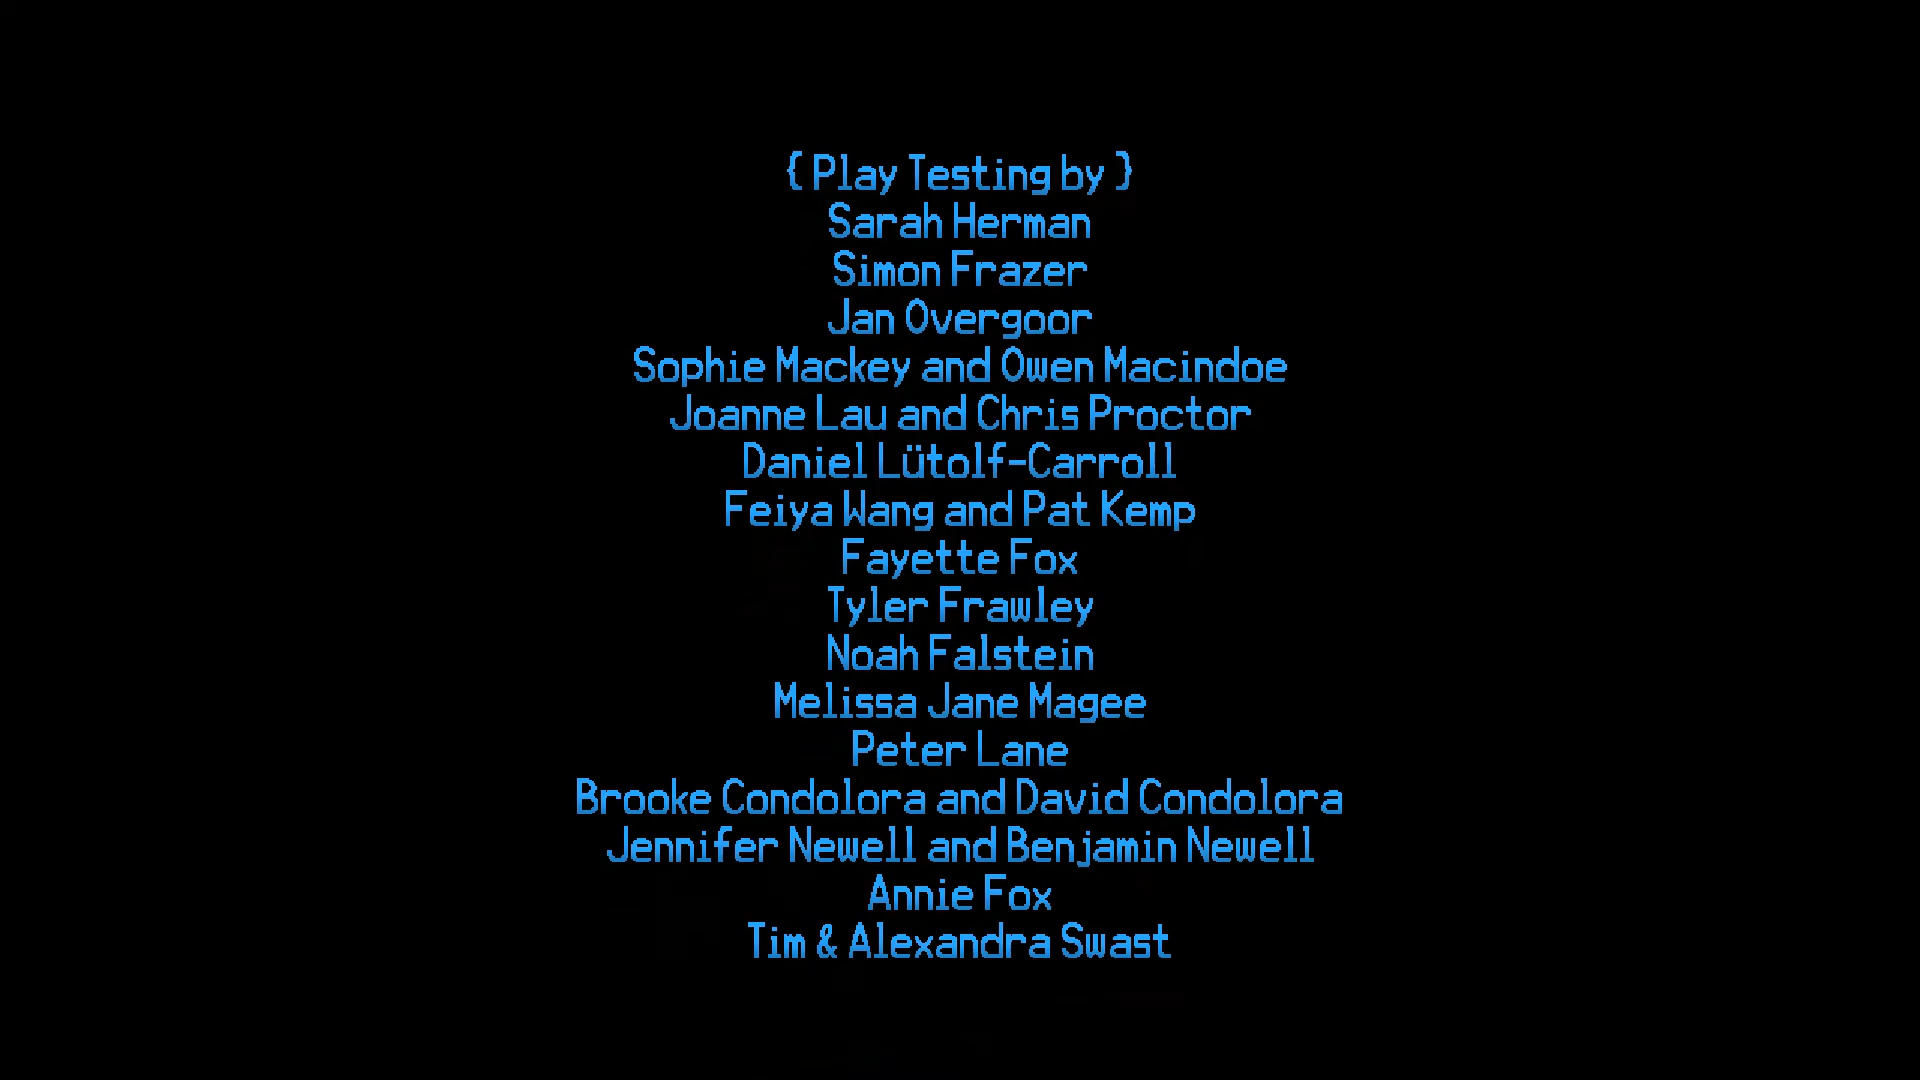 { Play Testing by }
Sarah Herman
Simon Frazer
Jan Overgoor
Sophie Mackey and Owen Macindoe
Joanne Lau and Chris Proctor
Daniel Lütolf-Carroll
Feiya Wang and Pat Kemp
Fayette Fox
Tyler Frawley
Noah Falstein
Melissa Jane Magee
Peter Lane
Brooke Condolora and David Condolora
Jennifer Newell and Benjamin Newell
Annie Fox
Tim & Alexandra Swast